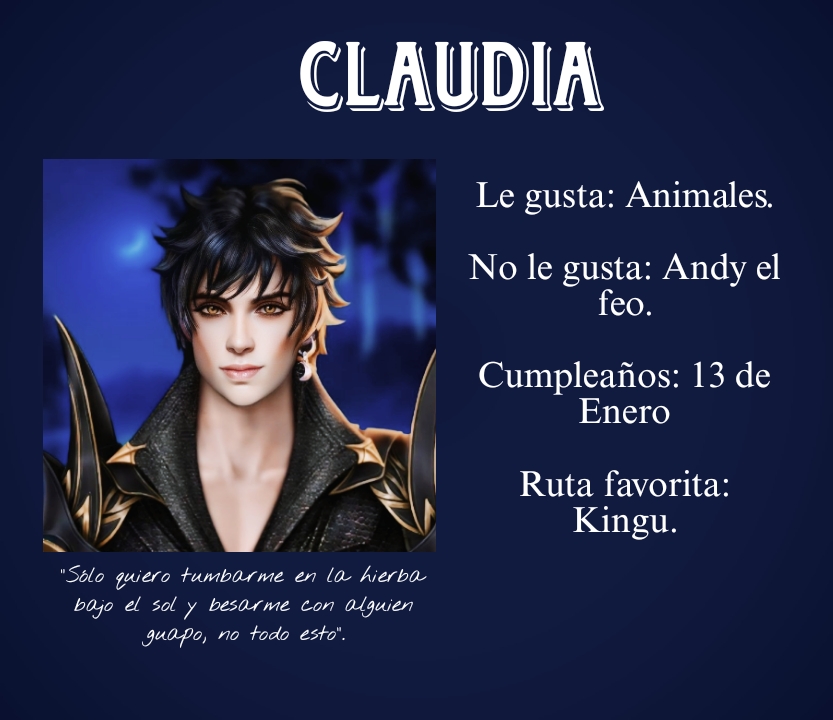 CLAUDIA
Le gusta: Animales.
No le gusta: Andy el
feo.
Cumpleaños: 13 de
Enero
Ruta favorita:
Kingu.
"Sólo quiero tumbarme en la hierba
bajo el sol y besarme con alguien
guapo, no todo esto".